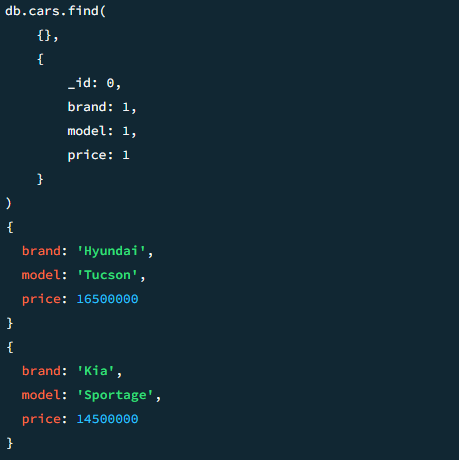 db.cars.find(
    {},
    {
        _id: 0,
        brand: 1,
        model: 1,
        price: 1
    }
)
{
  brand: 'Hyundai',
  model: 'Tucson',
  price: 16500000
}
{
  brand: 'Kia',
  model: 'Sportage',
  price: 14500000
}